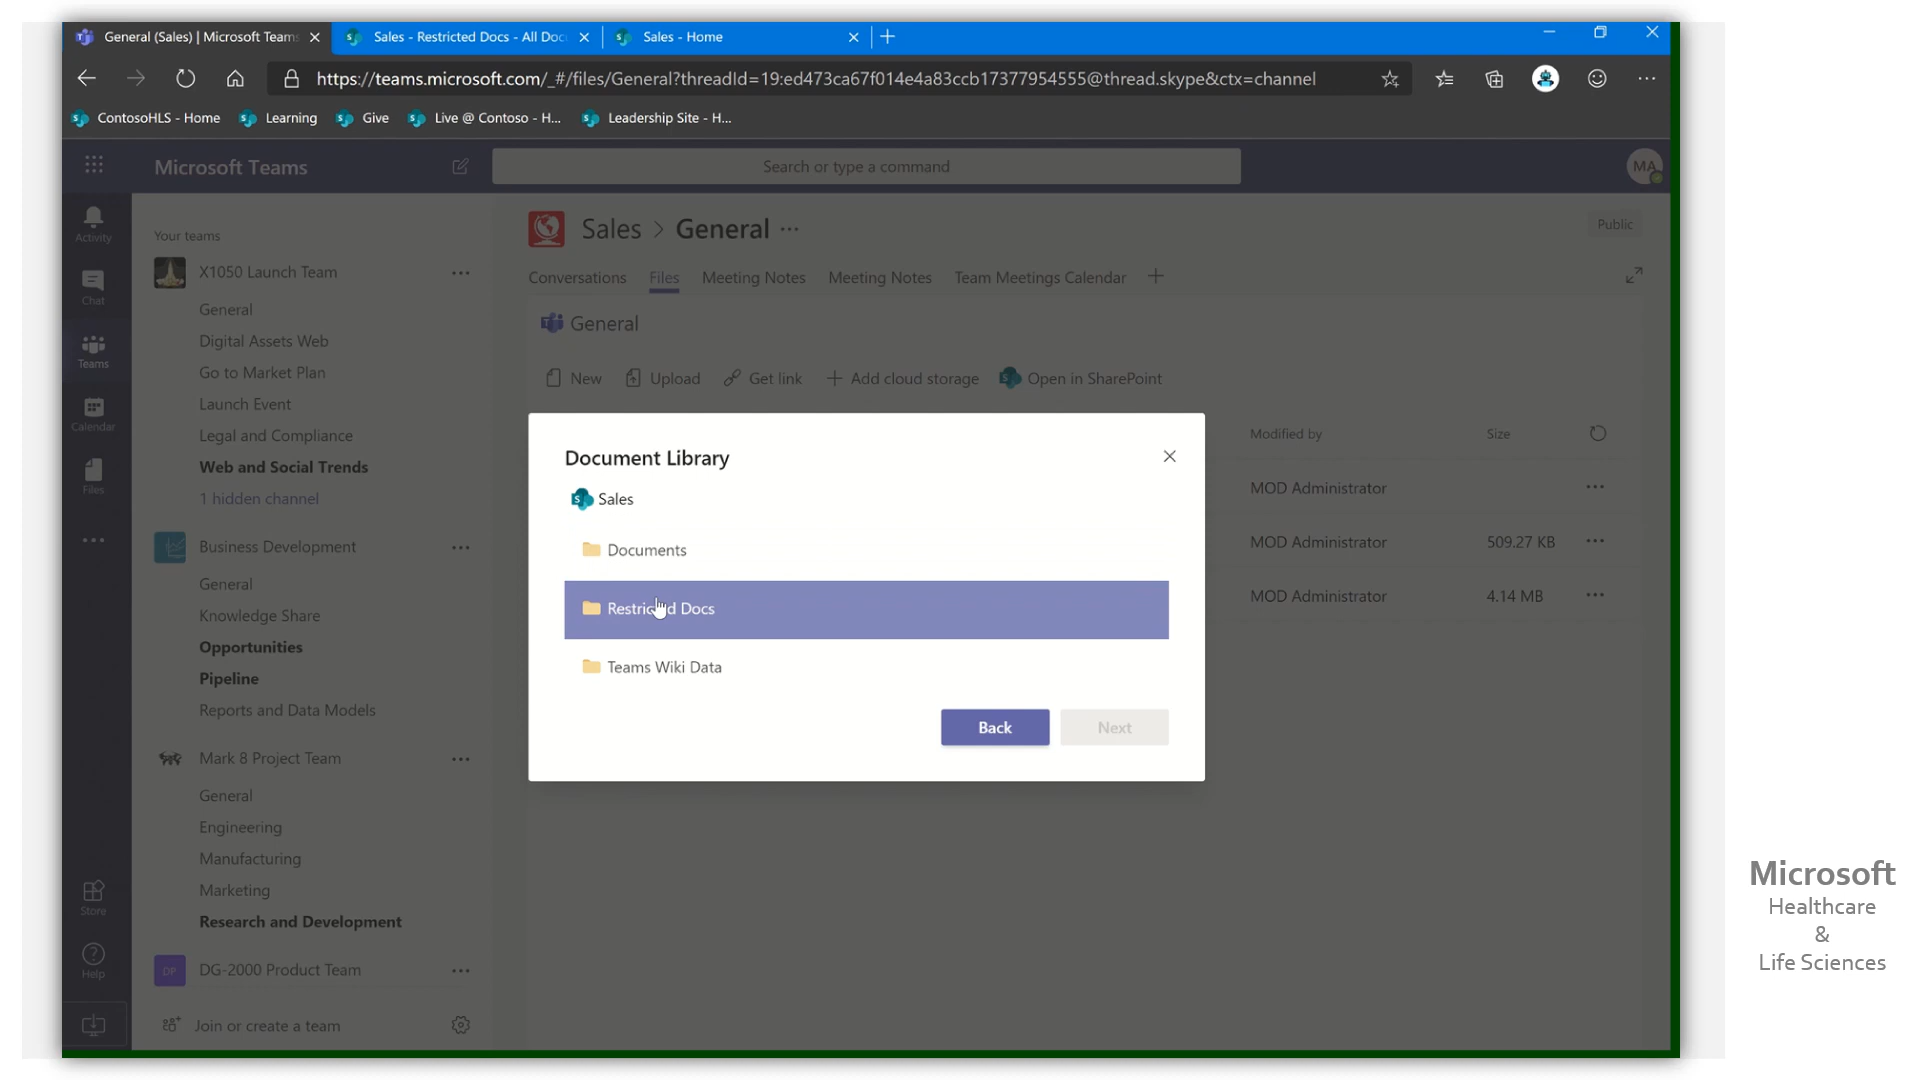 General (Sales) | Microsoft Teams
Sales - Restricted Docs - All Doc
Sales - Home
https://teams.microsoft.com/_#/files/General?threadId=19:ed473ca67f014e4a83ccb17377954555@thread.skype&ctx=channel
ContosoHLS - Home
Learning
Give
Live @ Contoso - H...
Leadership Site - H...
Microsoft Teams
Search or type a command
MA
Activity
Chat
Teams
Calendar
Files
Store
Help
Your teams
X1050 Launch Team
General
Digital Assets Web
Go to Market Plan
Launch Event
Legal and Compliance
Web and Social Trends
1 hidden channel
Business Development
General
Knowledge Share
Opportunities
Pipeline
Reports and Data Models
Mark 8 Project Team
General
Engineering
Manufacturing
Marketing
Research and Development
DP
DG-2000 Product Team
Join or create a team
Sales > General ...
Public
Conversations
Files
Meeting Notes
Meeting Notes
Team Meetings Calendar
General
New
Upload
Get link
Add cloud storage
Open in SharePoint
Modified by
Size
MOD Administrator
MOD Administrator
509.27 KB
MOD Administrator
4.14 MB
Document Library
Sales
Documents
Restricted Docs
Teams Wiki Data
Back
Next
Microsoft
Healthcare
&
Life Sciences